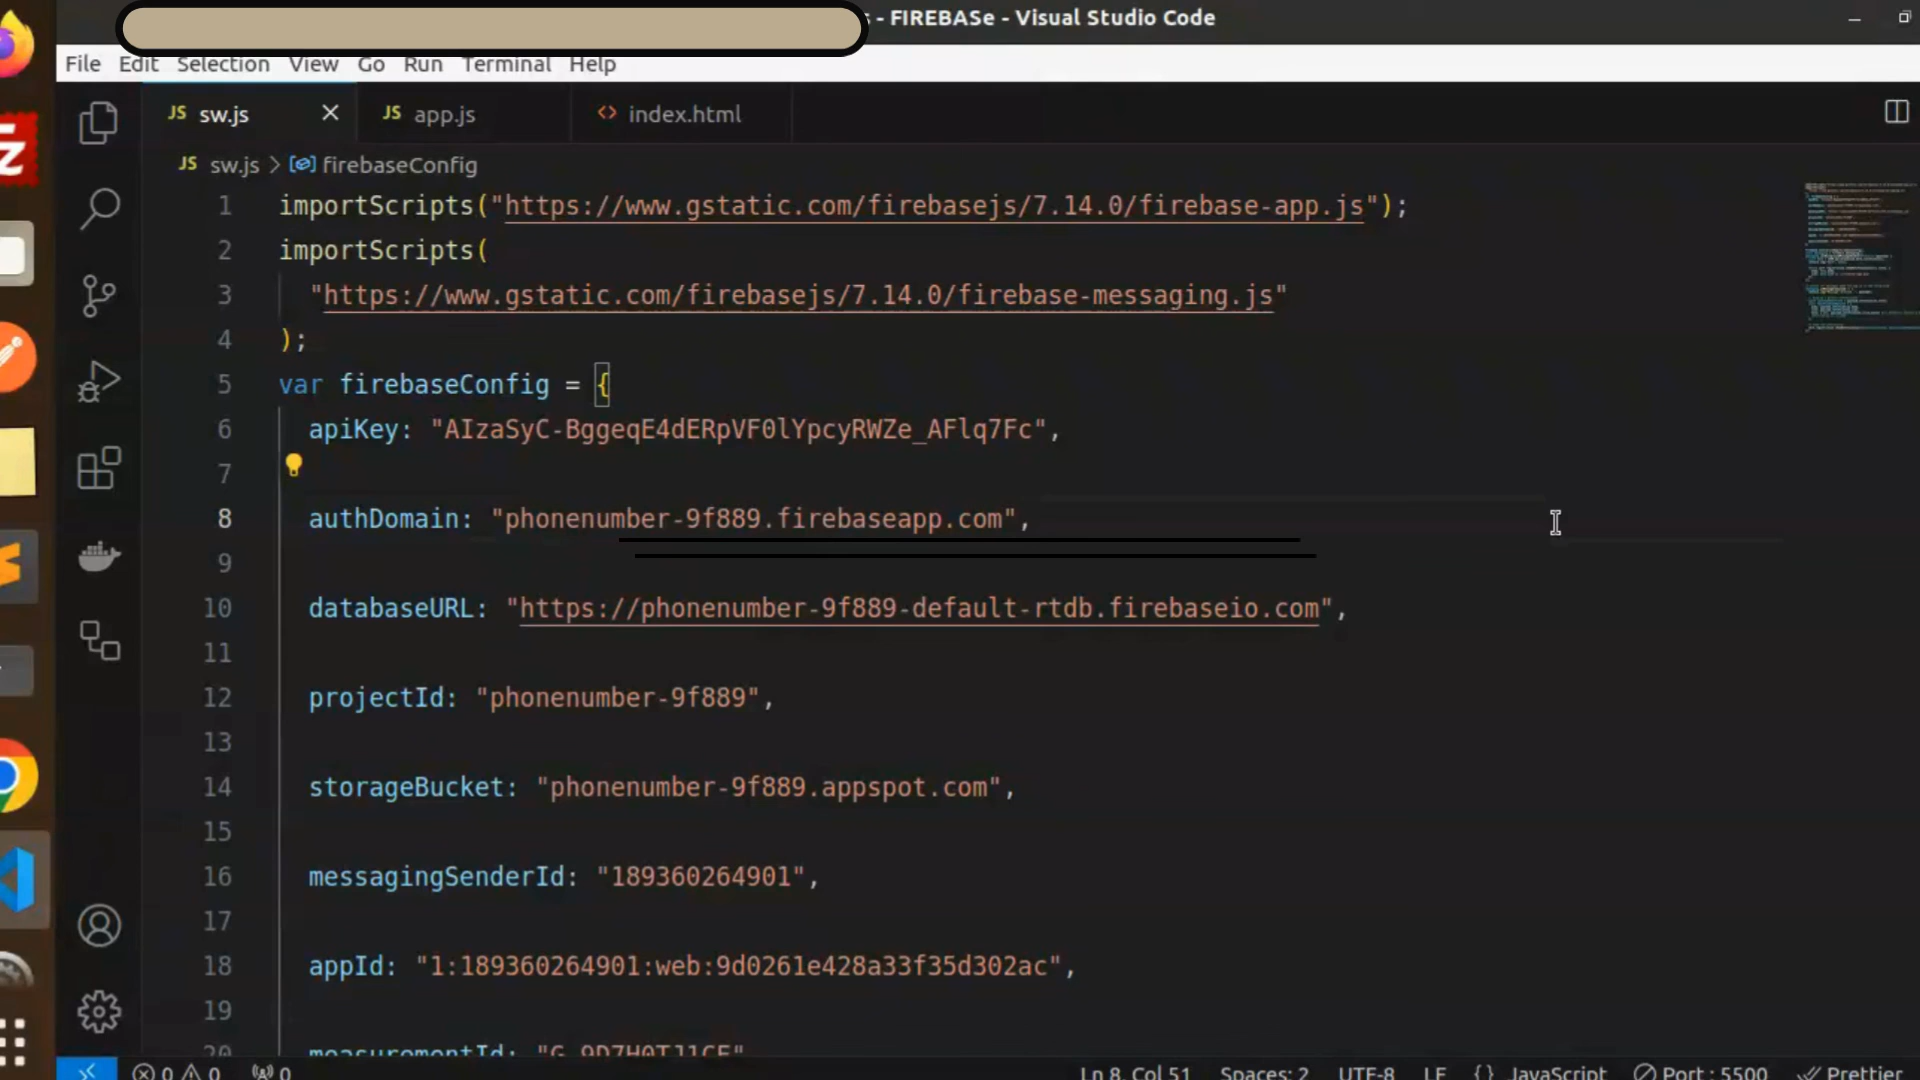 - FIREBASe - Visual Studio Code
File Edit Selection View Go Run Terminal Help
JS sw.js JS app.js <> index.html
JS sw.js > firebaseConfig
1 importScripts("https://www.gstatic.com/firebasejs/7.14.0/firebase-app.js");
2 importScripts(
3 "https://www.gstatic.com/firebasejs/7.14.0/firebase-messaging.js"
4 );
5 var firebaseConfig = {
6 apiKey: "AIzaSyC-BggeqE4dERpVF0lYpcyRWZe_AFlq7Fc",
7
8 authDomain: "phonenumber-9f889.firebaseapp.com",
9
10 databaseURL: "https://phonenumber-9f889-default-rtdb.firebaseio.com",
11
12 projectId: "phonenumber-9f889",
13
14 storageBucket: "phonenumber-9f889.appspot.com",
15
16 messagingSenderId: "189360264901",
17
18 appId: "1:189360264901:web:9d0261e428a33f35d302ac",
19
20 measurementId:
0 0 0 Ln 8, Col 51 Spaces: 2 UTF-8 LF {} JavaScript Port : 5500 Prettier